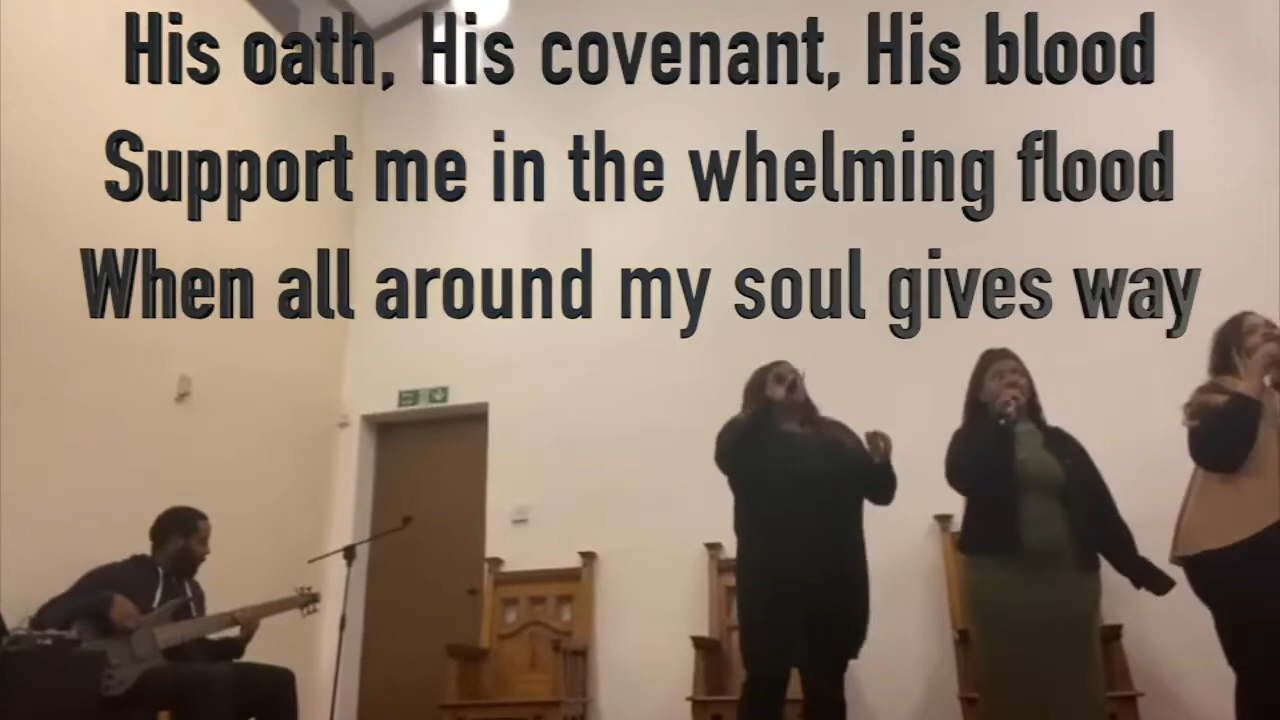 His oath, His covenant, His blood
Support me in the whelming flood
When all around my soul gives way